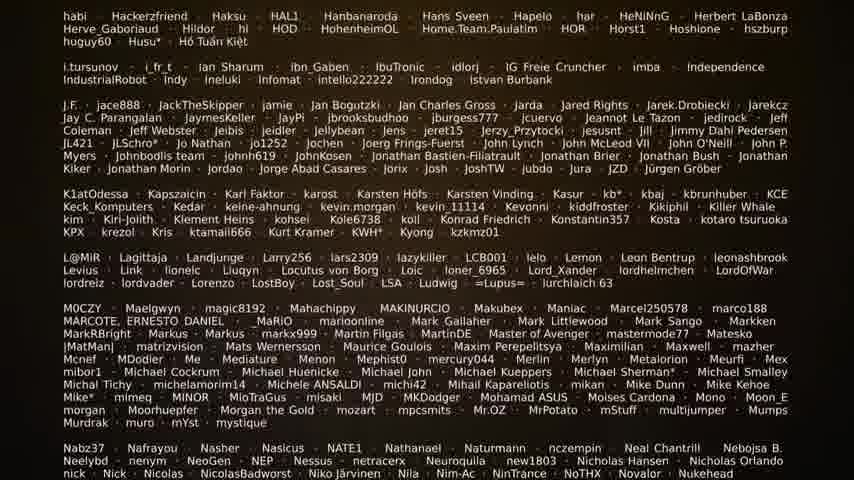 habi · Hackerzfriend · Haksu · HAL1 · Hanbanaroda · Hans Sveen · Hapelo · har · HeNiNnG · Herbert LaBonza
Herve_Gaboriaud · Hildor · hi · HOD · HohenheimOL · Home.Team.Paulatim · HOR · Horst1 · Hoshione · hszburp
huguy60 · Husu* · Hồ Tuấn Kiệt
i.tursunov · i_fr_t · Ian Sharum · ibn_Gaben · IbuTronic · idlorj · IG Freie Cruncher · imba · Independence
IndustrialRobot · Indy · Ineluki · Infomat · intello222222 · Irondog · Istvan Burbank
J.F. · jace888 · JackTheSkipper · jamie · Jan Bogutzki · Jan Charles Gross · Jarda · Jared Rights · Jarek.Drobiecki · Jarekcz
Jay C. Parangalan · JaymesKeller · JayPi · jbrooksbudhoo · jburgess777 · jcuervo · Jeannot Le Tazon · jedirock · Jeff
Coleman · Jeff Webster · Jeibis · jeidler · Jellybean · Jens · jeret15 · Jerzy_Przytocki · jesusnt · Jill · Jimmy Dahl Pedersen
JL421 · JLSchro* · Jo Nathan · jo1252 · Jochen · Joerg Frings-Fuerst · John Lynch · John McLeod VII · John O'Neill · John P.
Myers · Johnbodlis team · johnh619 · JohnKosen · Jonathan Bastien-Filiatrault · Jonathan Brier · Jonathan Bush · Jonathan
Kiker · Jonathan Morin · Jordao · Jorge Abad Casares · Jorix · Josh · JoshTW · jubdo · Jura · JZD · Jürgen Gröber
K1atOdessa · Kapszaicin · Karl Faktor · karost · Karsten Höfs · Karsten Vinding · Kasur · kb* · kbaj · kbrunhuber · KCE
Keck_Komputers · Kedar · keine-ahnung · kevin.morgan · kevin_11114 · Kevonni · kiddfroster · Kikiphil · Killer Whale
kim · Kiri-Jolith · Klement Heins · kohsei · Kole6738 · koll · Konrad Friedrich · Konstantin357 · Kosta · kotaro tsuruoka
KPX · krezol · Kris · ktamail666 · Kurt Kramer · KWH* · Kyong · kzkmz01
L@MiR · Lagittaja · Landjunge · Larry256 · lars2309 · lazykiller · LCB001 · lelo · Lemon · Leon Bentrup · leonashbrook
Levius · Link · lionelc · Liuqyn · Locutus von Borg · Loic · loner_6965 · Lord_Xander · lordhelmchen · LordOfWar
lordreiz · lordvader · Lorenzo · LostBoy · Lost_Soul · LSA · Ludwig · =Lupus= · lurchlaich 63
M0CZY · Maelgwyn · magic8192 · Mahachippy · MAKINURCIO · Makubex · Maniac · Marcel250578 · marco188
MARCOTE, ERNESTO DANIEL · _MaRiO · marioonline · Mark Gallaher · Mark Littlewood · Mark Sango · Markken
MarkRBright · Markus · Markus · markx999 · Martin Filgas · MartinDE · Master of Avenger · mastermode77 · Matesko
|MatMan| · matrizvision · Mats Wernersson · Maurice Goulois · Maxim Perepelitsya · Maximilian · Maxwell · mazher
Mcnef · MDodier · Me · Mediature · Menon · Mephist0 · mercury044 · Merlin · Merlyn · Metalorion · Meurfi · Mex
mibor1 · Michael Cockrum · Michael Huenicke · Michael John · Michael Kueppers · Michael Sherman* · Michael Smalley
Michal Tichy · michelamorim14 · Michele ANSALDI · michi42 · Mihail Kapareliotis · mikan · Mike Dunn · Mike Kehoe
Mike* · mimeq · MINOR · MioTraGus · misaki · MJD · MKDodger · Mohamad ASUS · Moises Cardona · Mono · Moon_E
morgan · Moorhuepfer · Morgan the Gold · mozart · mpcsmits · Mr.OZ · MrPotato · mStuff · multijumper · Mumps
Murdrak · muro · mYst · mystique
Nabz37 · Nafrayou · Nasher · Nasicus · NATE1 · Nathanael · Naturmann · nczempin · Neal Chantrill · Nebojsa B.
Neelybd · nenym · NeoGen · NEP · Nessus · netracerx · Neuroquila · new1803 · Nicholas Hansen · Nicholas Orlando
nick · Nick · Nicolas · NicolasBadworst · Niko Järvinen · Nila · Nim-Ac · NinTrance · NoTHX · Novalor · Nukehead